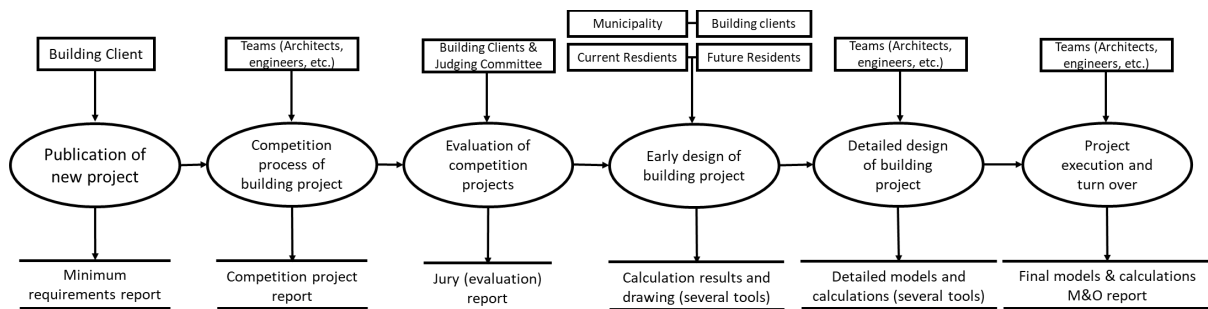 Municipality
Building clients
Building Client
Teams (Architects,
engineers, etc.)
Building Clients &
Judging Committee
Current Resdients
Future Residents
Teams (Architects,
engineers, etc.)
Teams (Architects,
engineers, etc.)
Publication of
new project
Competition
process of
building project
Evaluation of
competition
projects
Early design of
building project
Detailed design
of building
project
Project
execution and
turn over
Minimum
requirements report
Competition project
report
Jury (evaluation)
report
Calculation results and
drawing (several tools)
Detailed models and
calculations (several tools)
Final models & calculations
M&O report